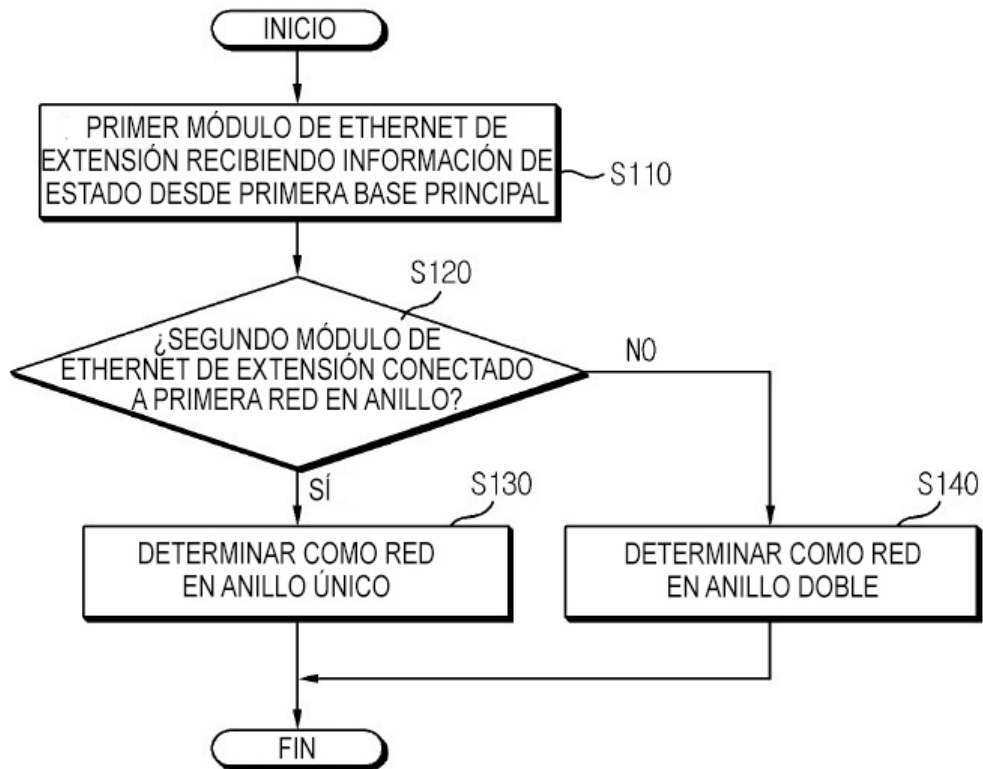 INICIO
PRIMER MÓDULO DE ETHERNET DE
EXTENSIÓN RECIBIENDO INFORMACIÓN DE
ESTADO DESDE PRIMERA BASE PRINCIPAL
S110
S120
¿SEGUNDO MÓDULO DE
ETHERNET DE EXTENSIÓN CONECTADO
A PRIMERA RED EN ANILLO?
NO
SÍ
S130
DETERMINAR COMO RED
EN ANILLO ÚNICO
S140
DETERMINAR COMO RED
EN ANILLO DOBLE
FIN